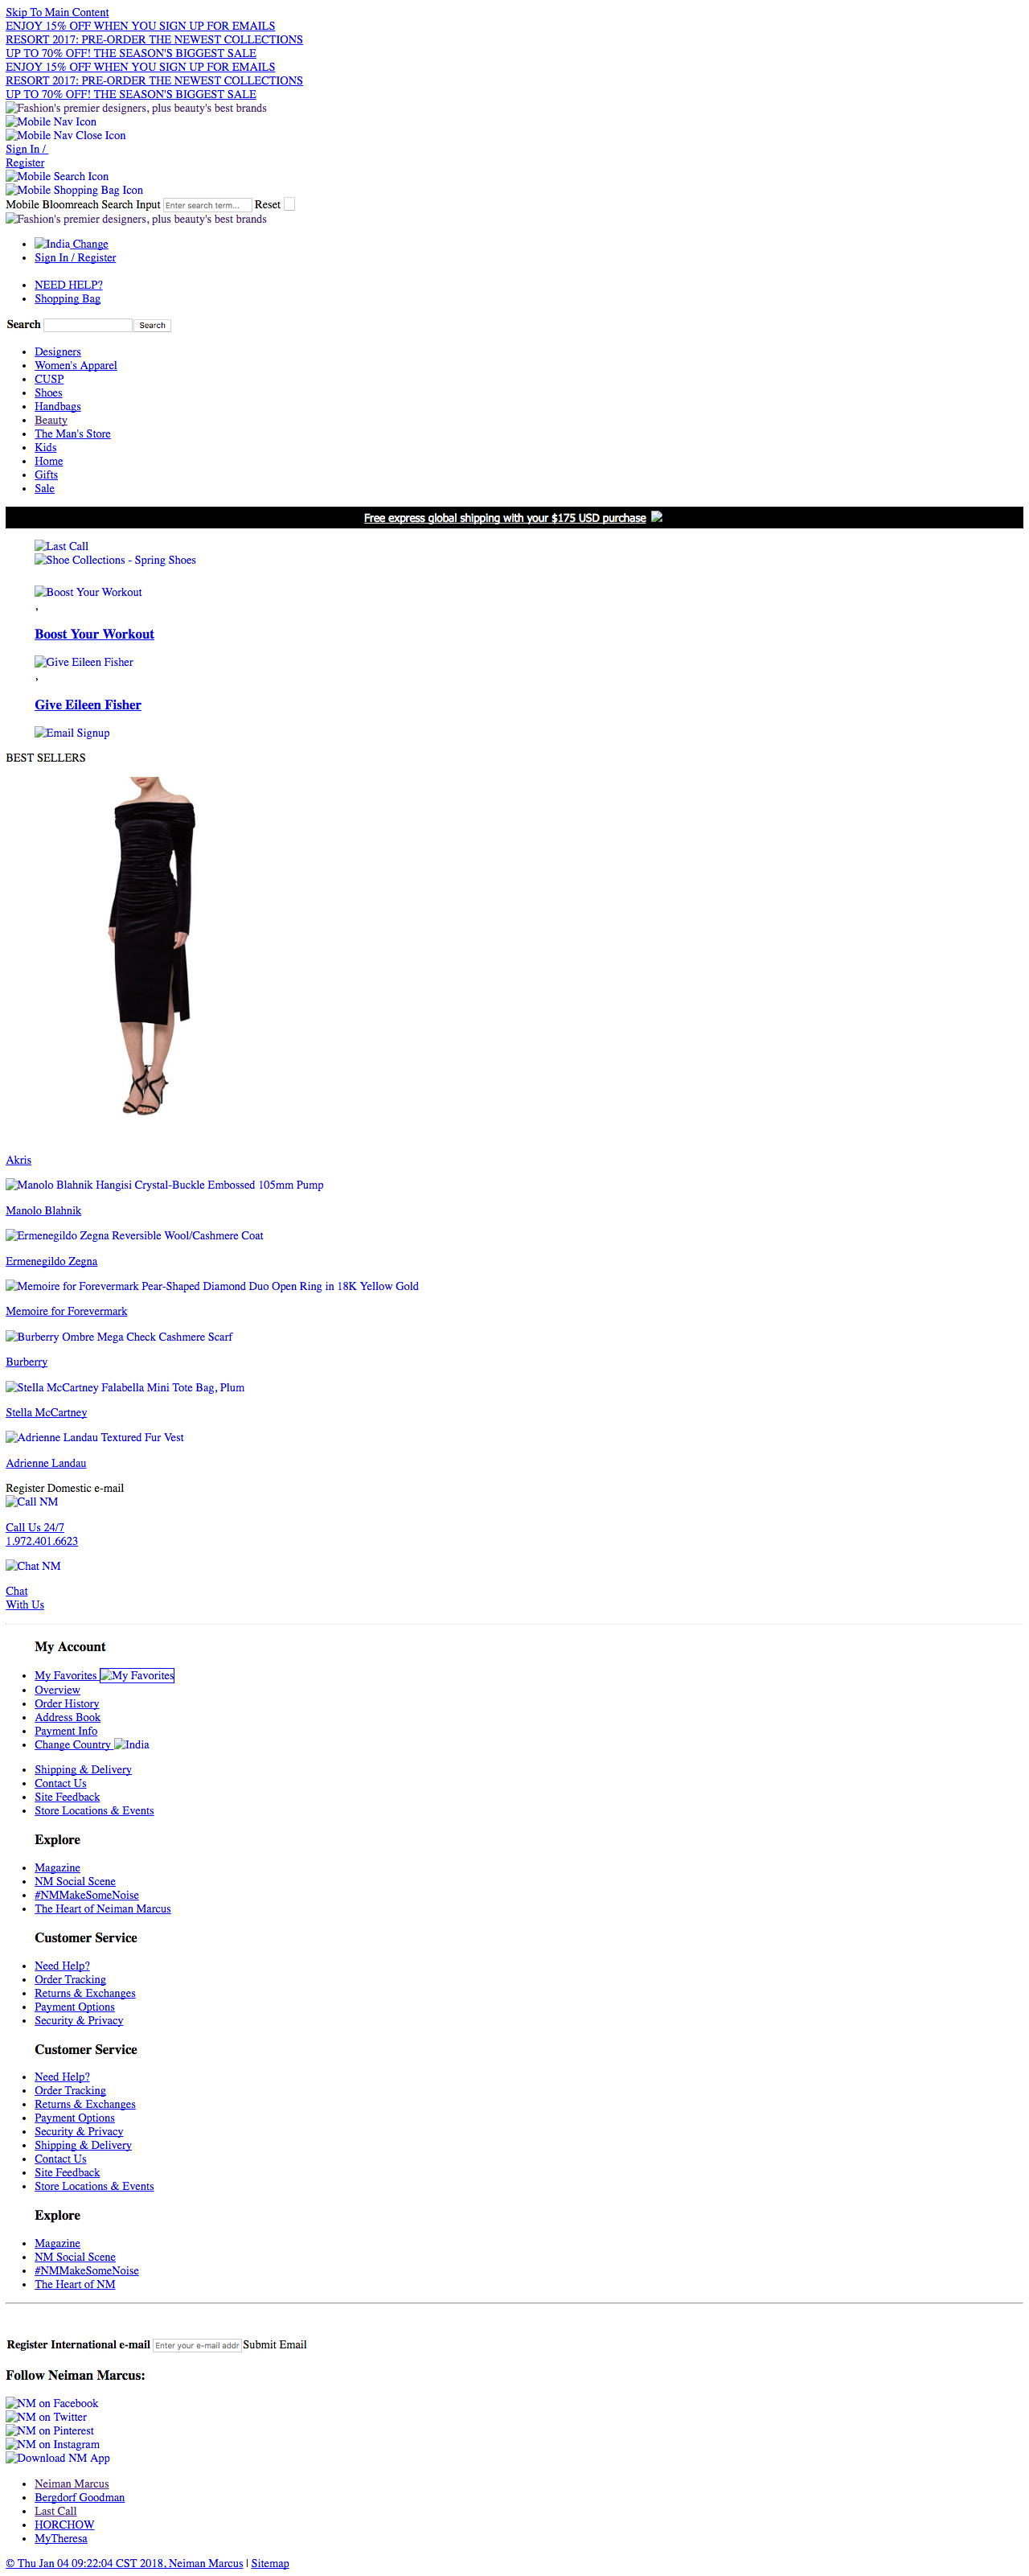 Skip To Main Content
ENJOY 15% OFF WHEN YOU SIGN UP FOR EMAILS
RESORT 2017: PRE-ORDER THE NEWEST COLLECTIONS
UP TO 70% OFF! THE SEASON'S BIGGEST SALE
ENJOY 15% OFF WHEN YOU SIGN UP FOR EMAILS
RESORT 2017: PRE-ORDER THE NEWEST COLLECTIONS
UP TO 70% OFF! THE SEASON'S BIGGEST SALE
Fashion's premier designers, plus beauty's best brands
Mobile Nav Icon
Mobile Nav Close Icon
Sign In /
Register
Mobile Search Icon
Mobile Shopping Bag Icon
Mobile Bloomreach Search Input Enter search term... Reset
Fashion's premier designers, plus beauty's best brands
India Change
Sign In / Register
NEED HELP?
Shopping Bag
Search Search
Designers
Women's Apparel
CUSP
Shoes
Handbags
Beauty
The Man's Store
Kids
Home
Gifts
Sale
Free express global shipping with your $175 USD purchase
Last Call
Shoe Collections - Spring Shoes
Boost Your Workout
,
Boost Your Workout
Give Eileen Fisher
,
Give Eileen Fisher
Email Signup
BEST SELLERS
Akris
Manolo Blahnik Hangisi Crystal-Buckle Embossed 105mm Pump
Manolo Blahnik
Ermenegildo Zegna Reversible Wool/Cashmere Coat
Ermenegildo Zegna
Memoire for Forevermark Pear-Shaped Diamond Duo Open Ring in 18K Yellow Gold
Memoire for Forevermark
Burberry Ombre Mega Check Cashmere Scarf
Burberry
Stella McCartney Falabella Mini Tote Bag, Plum
Stella McCartney
Adrienne Landau Textured Fur Vest
Adrienne Landau
Register Domestic e-mail
Call NM
Call Us 24/7
1.972.401.6623
Chat NM
Chat
With Us
My Account
My Favorites My Favorites
Overview
Order History
Address Book
Payment Info
Change Country India
Shipping & Delivery
Contact Us
Site Feedback
Store Locations & Events
Explore
Magazine
NM Social Scene
#NMMakeSomeNoise
The Heart of Neiman Marcus
Customer Service
Need Help?
Order Tracking
Returns & Exchanges
Payment Options
Security & Privacy
Customer Service
Need Help?
Order Tracking
Returns & Exchanges
Payment Options
Security & Privacy
Shipping & Delivery
Contact Us
Site Feedback
Store Locations & Events
Explore
Magazine
NM Social Scene
#NMMakeSomeNoise
The Heart of NM
Register International e-mail Enter your e-mail addr Submit Email
Follow Neiman Marcus:
NM on Facebook
NM on Twitter
NM on Pinterest
NM on Instagram
Download NM App
Neiman Marcus
Bergdorf Goodman
Last Call
HORCHOW
MyTheresa
© Thu Jan 04 09:22:04 CST 2018, Neiman Marcus | Sitemap